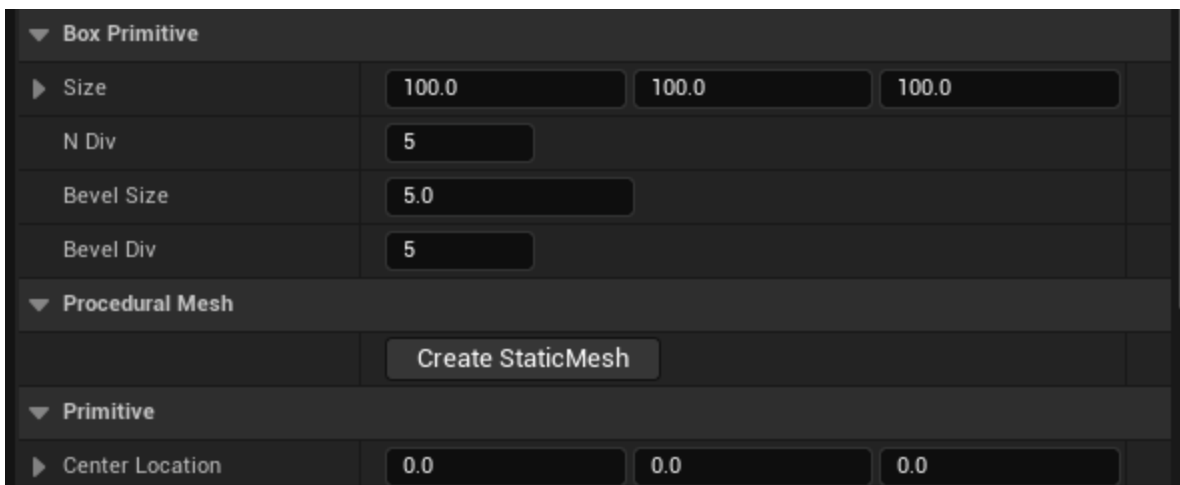 Box Primitive
Size 100.0 100.0 100.0
N Div 5
Bevel Size 5.0
Bevel Div 5
Procedural Mesh
Create StaticMesh
Primitive
Center Location 0.0 0.0 0.0